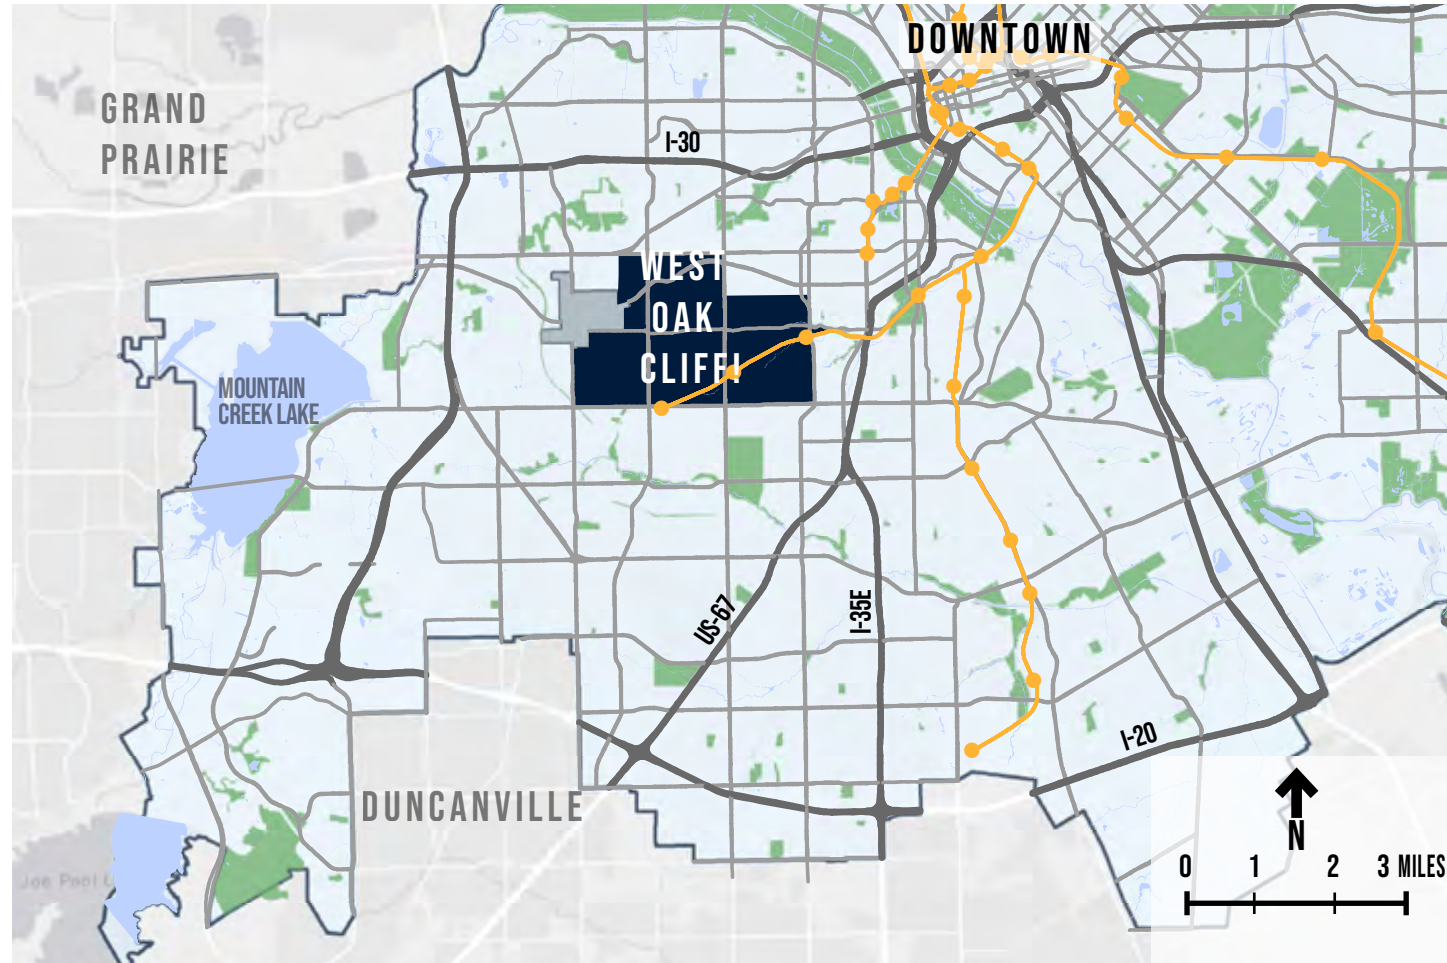 DOWNTOWN
GRAND
PRAIRIE
I-30
WEST
OAK
CLIFF
MOUNTAIN
CREEK LAKE
US-67
I-35E
I-20
DUNCANVILLE
N
0 1 2 3 MILES